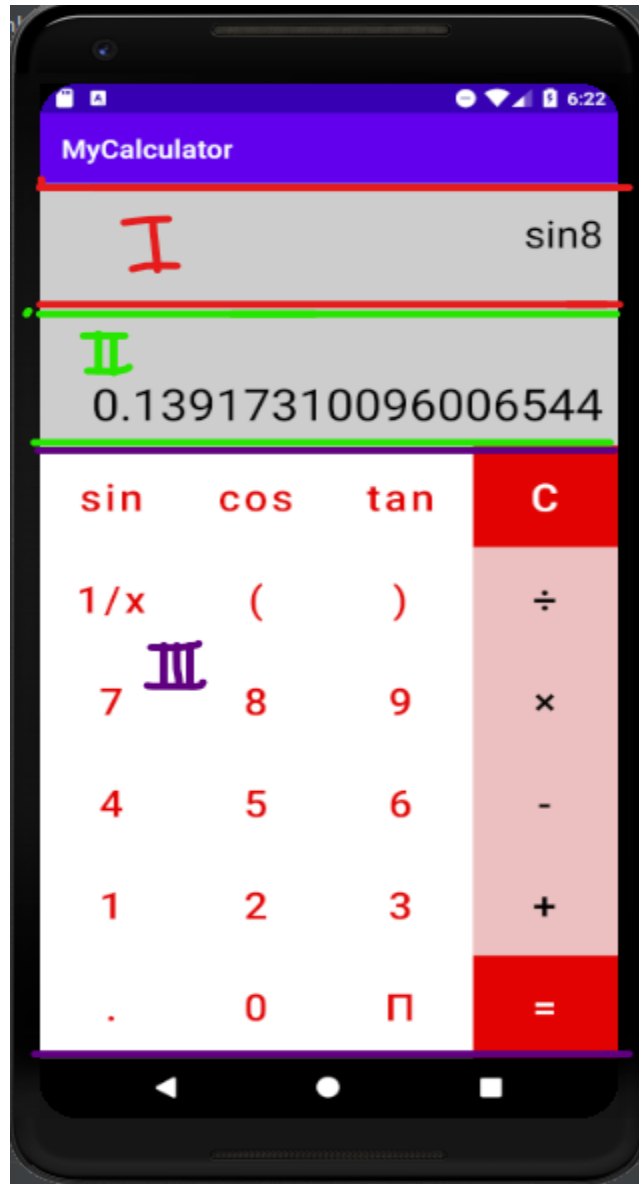 6:22
MyCalculator
I
sin8
II
0.13917310096006544
sin cos tan C
1/x ( ) ÷
III
7 8 9 ×
4 5 6 -
1 2 3 +
. 0 П =